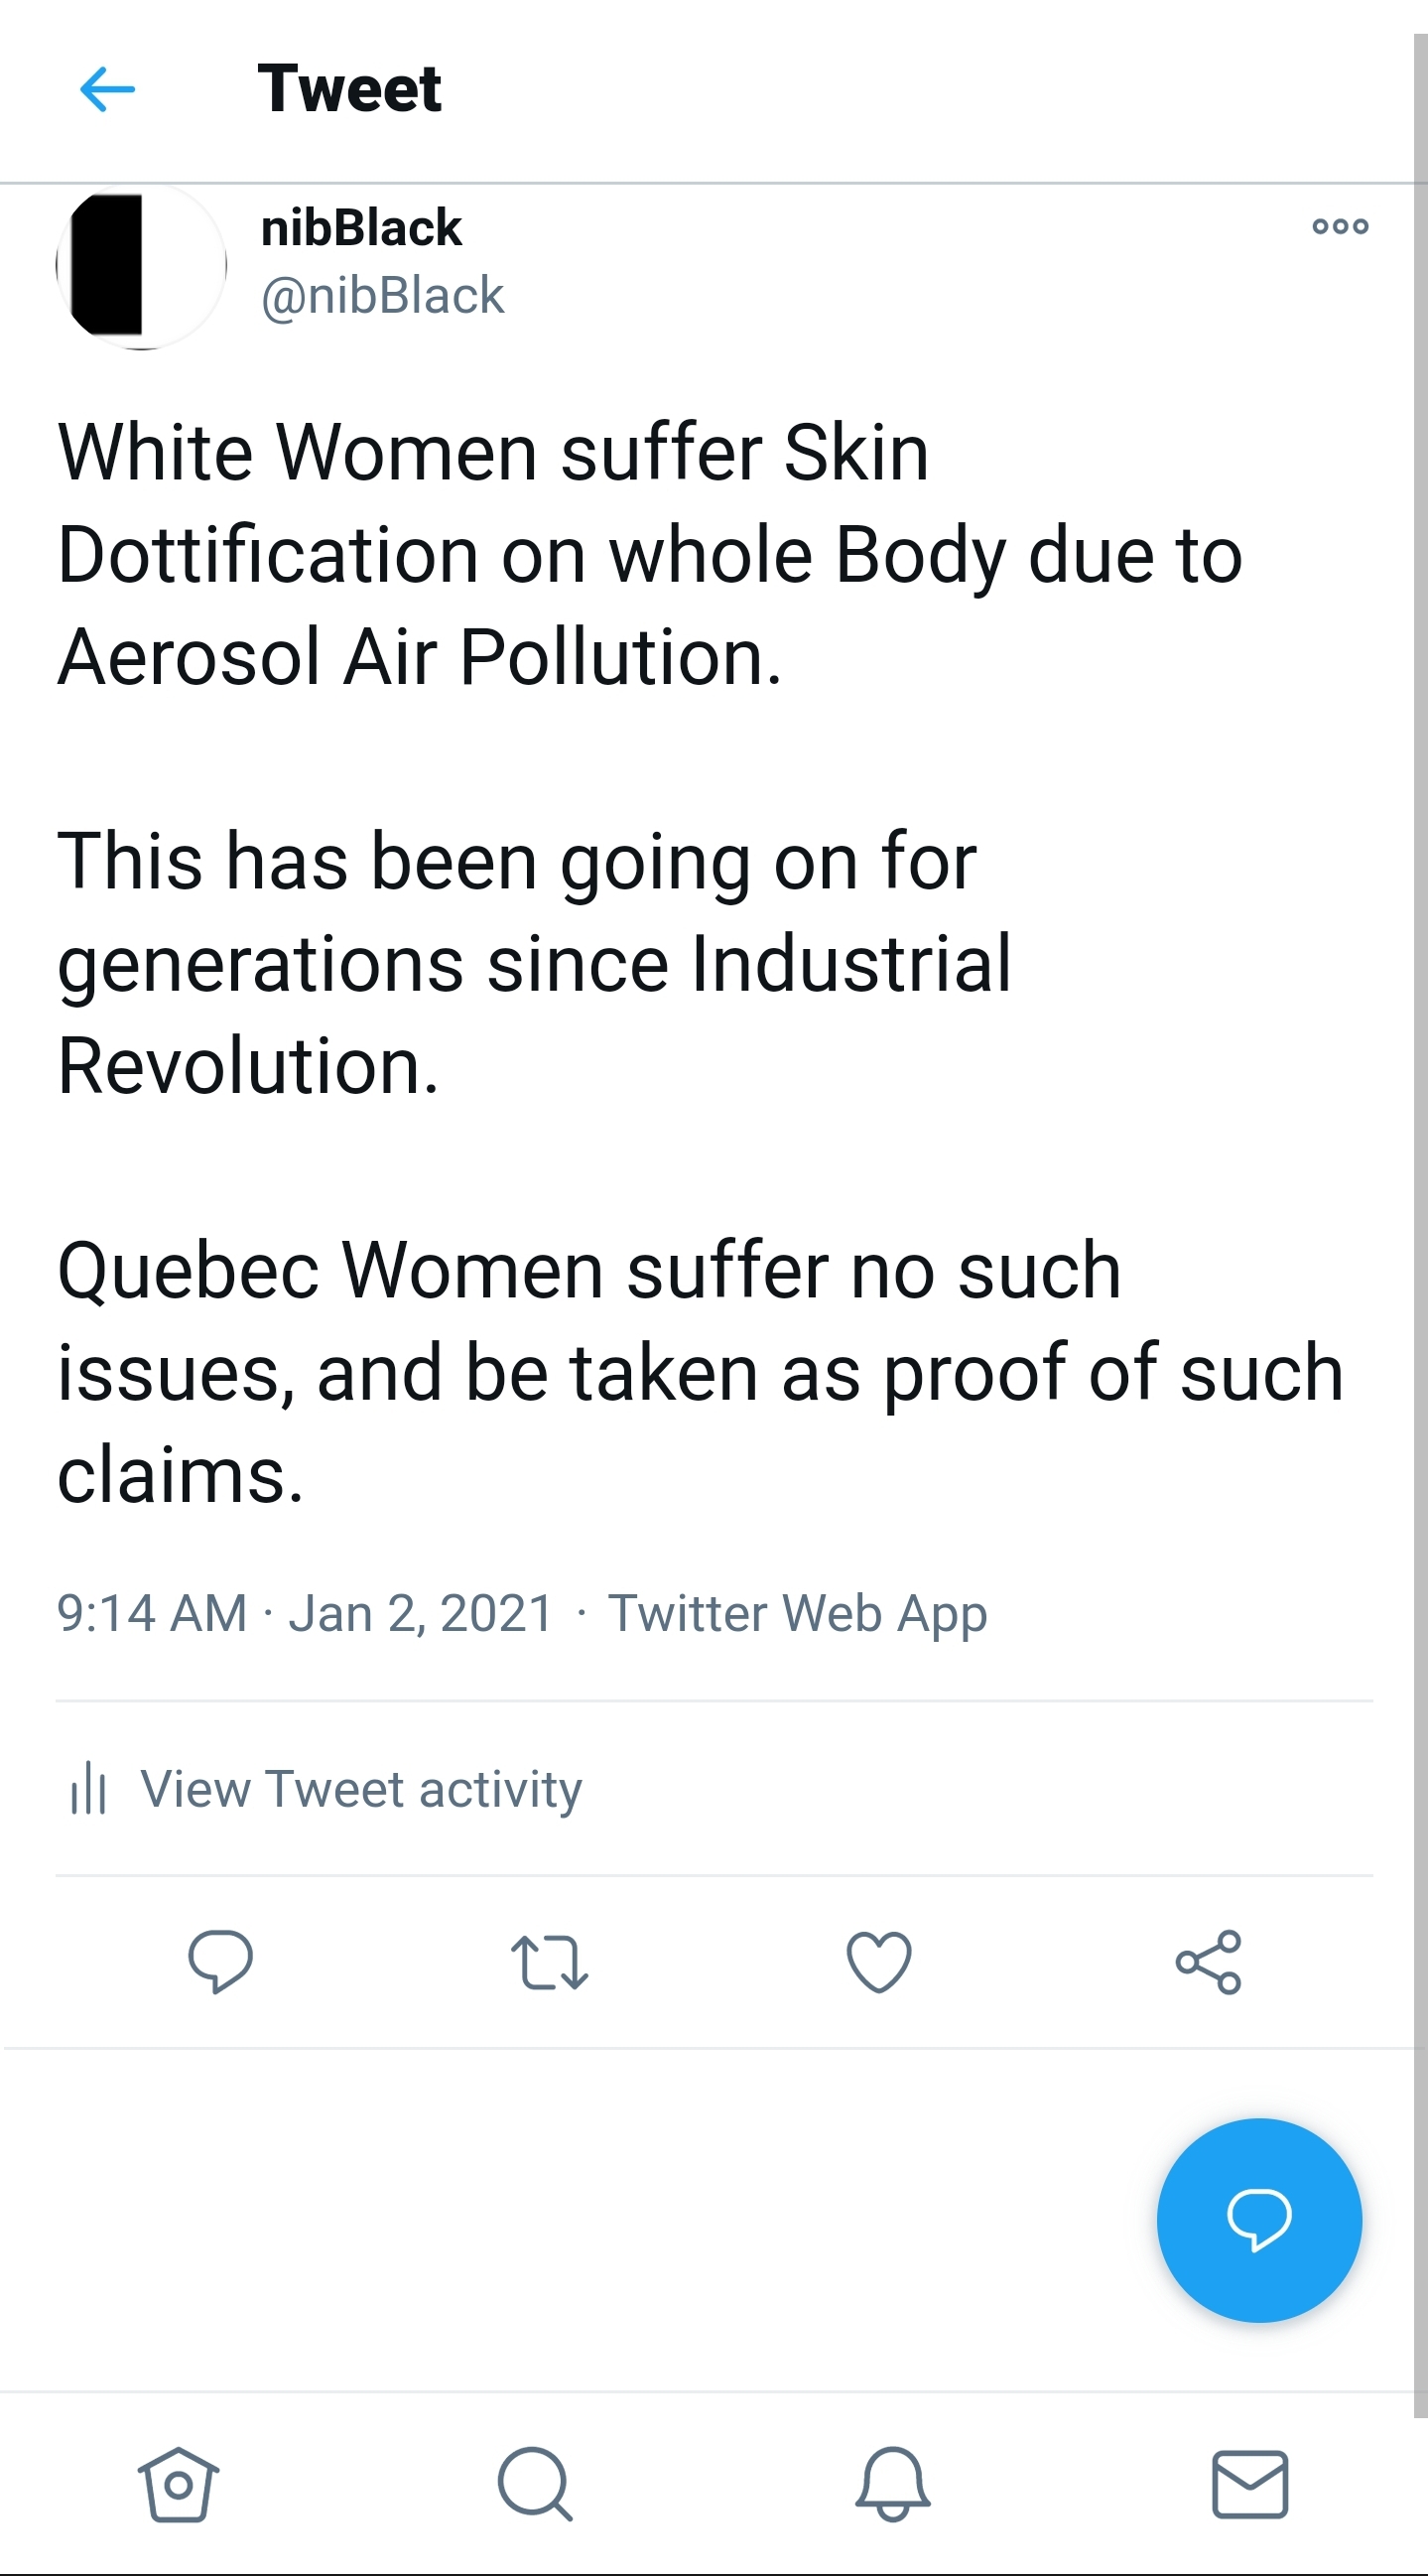 Tweet
nibBlack
@nibBlack
White Women suffer Skin
Dottification on whole Body due to
Aerosol Air Pollution.
This has been going on for
generations since Industrial
Revolution.
Quebec Women suffer no such
issues, and be taken as proof of such
claims.
9:14 AM · Jan 2, 2021 · Twitter Web App
View Tweet activity